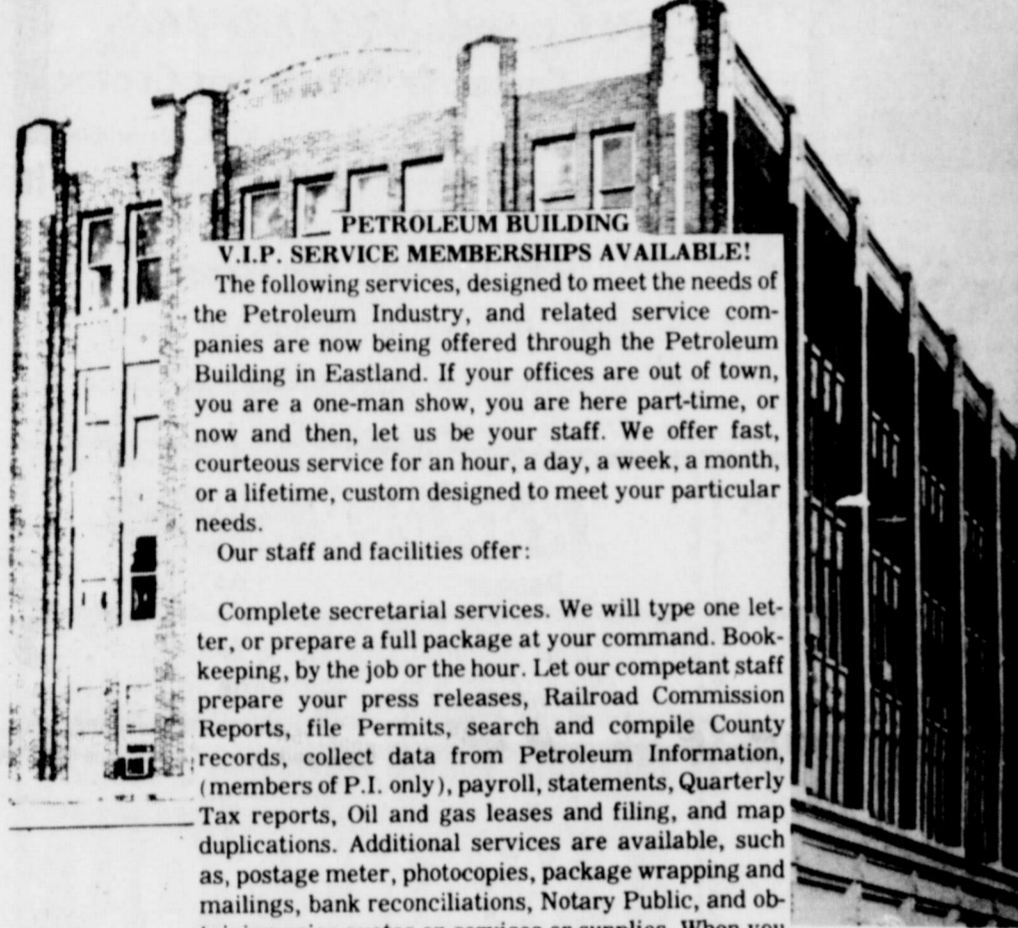 PETROLEUM BUILDING
V.I.P. SERVICE MEMBERSHIPS AVAILABLE!
The following services, designed to meet the needs of
the Petroleum Industry, and related service com-
panies are now being offered through the Petroleum
Building in Eastland. If your offices are out of town,
you are a one-man show, you are here part-time, or
now and then, let us be your staff. We offer fast,
courteous service for an hour, a day, a week, a month,
or a lifetime, custom designed to meet your particular
needs.
Our staff and facilities offer:
Complete secretarial services. We will type one let-
ter, or prepare a full package at your command. Book-
keeping, by the job or the hour. Let our competant staff
prepare your press releases, Railroad Commission
Reports, file Permits, search and compile County
records, collect data from Petroleum Information,
(members of P.I. only), payroll, statements, Quarterly
Tax reports, Oil and gas leases and filing, and map
duplications. Additional services are available, such
as, postage meter, photocopies, package wrapping and
mailings, bank reconciliations, Notary Public, and ob-
services or supplies. When you